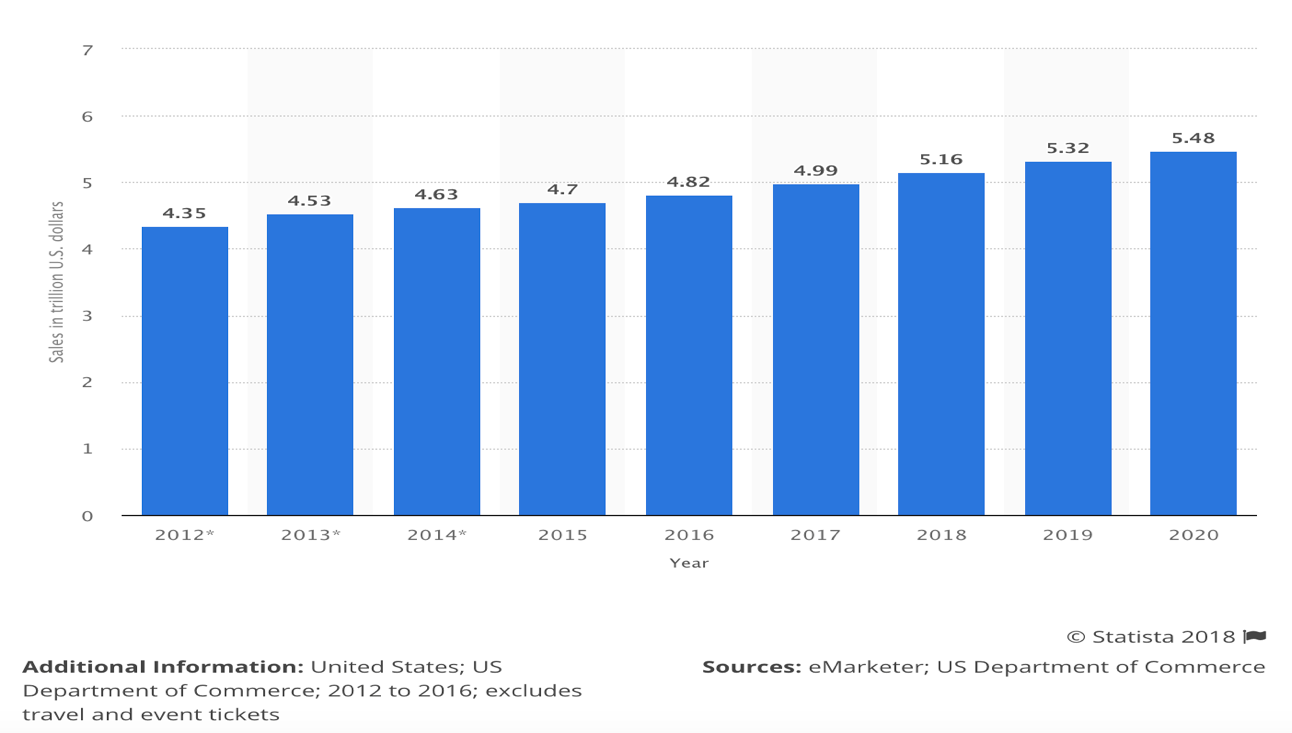 7
6
5
4
3
2
1
0
Sales in trillion U.S. dollars
4.35
4.53
4.63
4.7
4.82
4.99
5.16
5.32
5.48
2012* 2013* 2014* 2015 2016 2017 2018 2019 2020
Year
© Statista 2018
Additional Information: United States; US
Department of Commerce; 2012 to 2016; excludes
travel and event tickets
Sources: eMarketer; US Department of Commerce